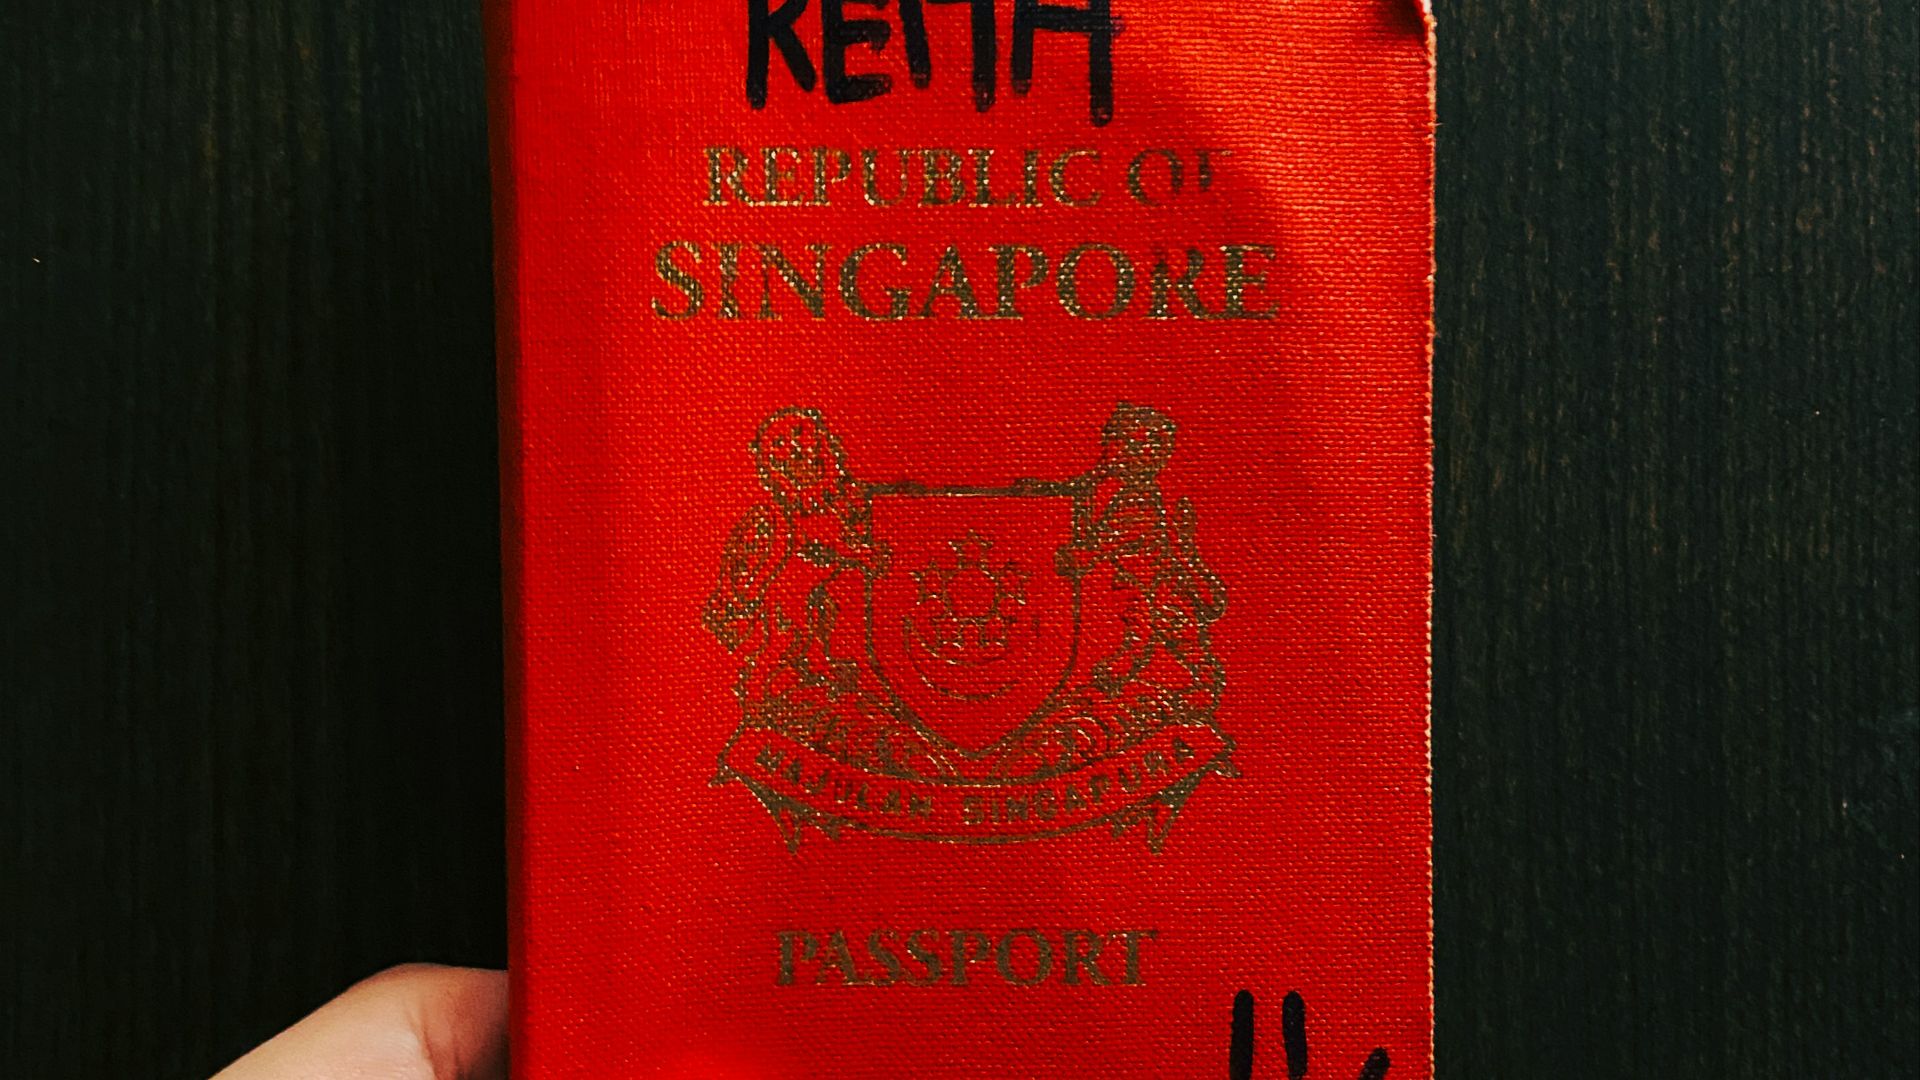 KEITH
REPUBLIC OF
SINGAPORE
MAJULAH SINGAPURA
PASSPORT